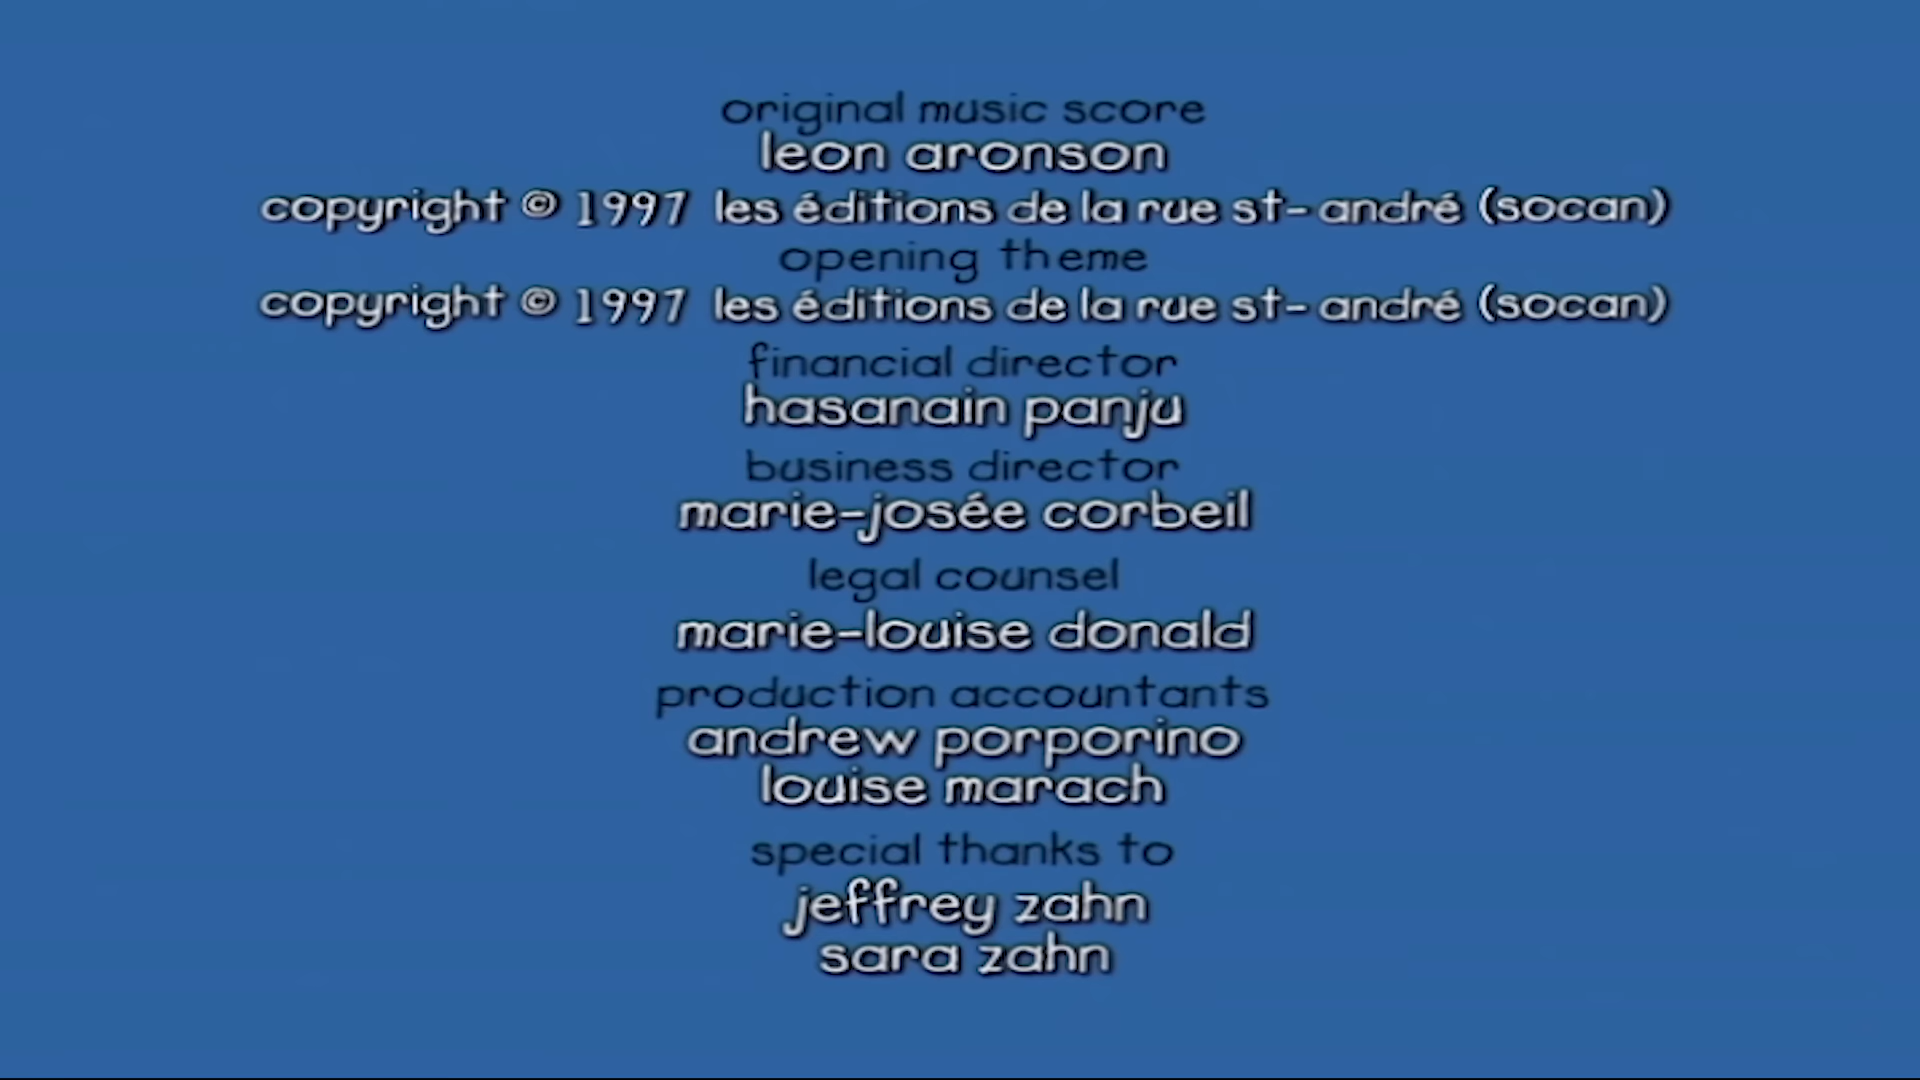 original music score
leon aronson
copyright © 1997 les éditions de la rue st-andré (socan)
opening theme
copyright © 1997 les éditions de la rue st-andré (socan)
financial director
hasanain panju
business director
marie-josée corbeil
legal counsel
marie-louise donald
production accountants
andrew porporino
louise marach
special thanks to
jeffrey zahn
sara zahn